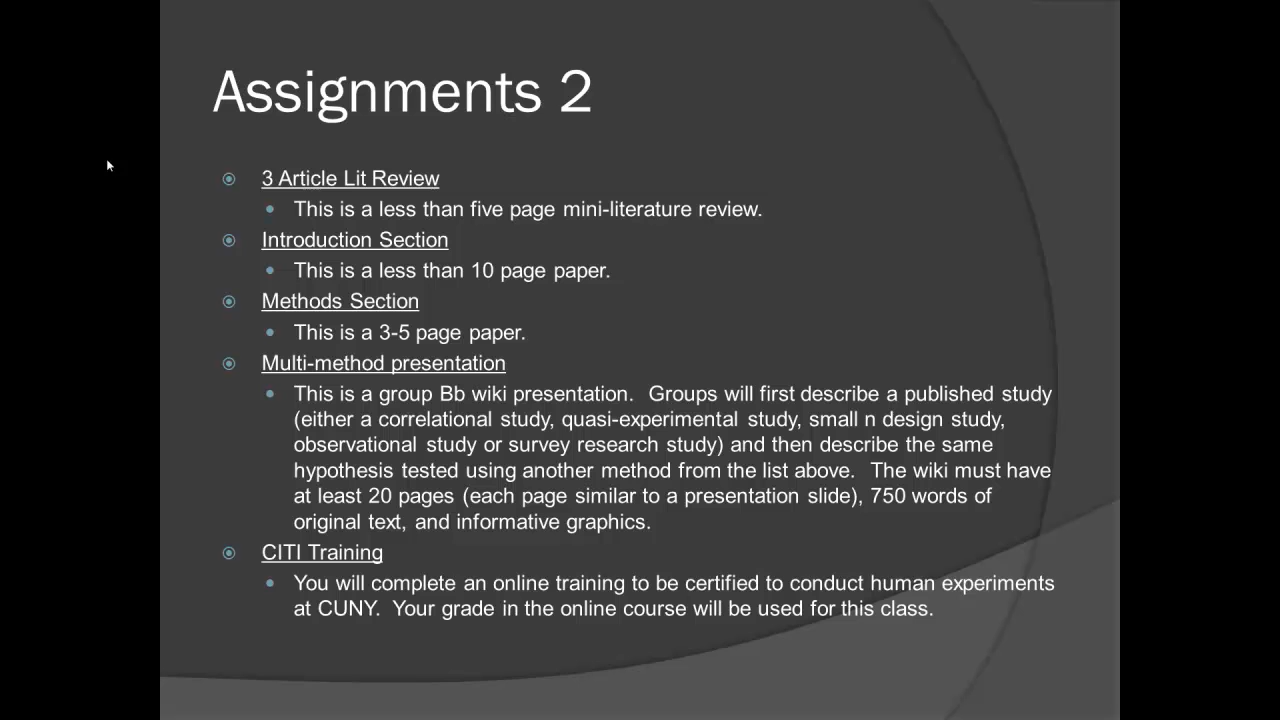 Assignments 2
3 Article Lit Review
This is a less than five page mini-literature review.
Introduction Section
This is a less than 10 page paper.
Methods Section
This is a 3-5 page paper.
Multi-method presentation
This is a group Bb wiki presentation.  Groups will first describe a published study
(either a correlational study, quasi-experimental study, small n design study,
observational study or survey research study) and then describe the same
hypothesis tested using another method from the list above.  The wiki must have
at least 20 pages (each page similar to a presentation slide), 750 words of
original text, and informative graphics.
CITI Training
You will complete an online training to be certified to conduct human experiments
at CUNY.  Your grade in the online course will be used for this class.